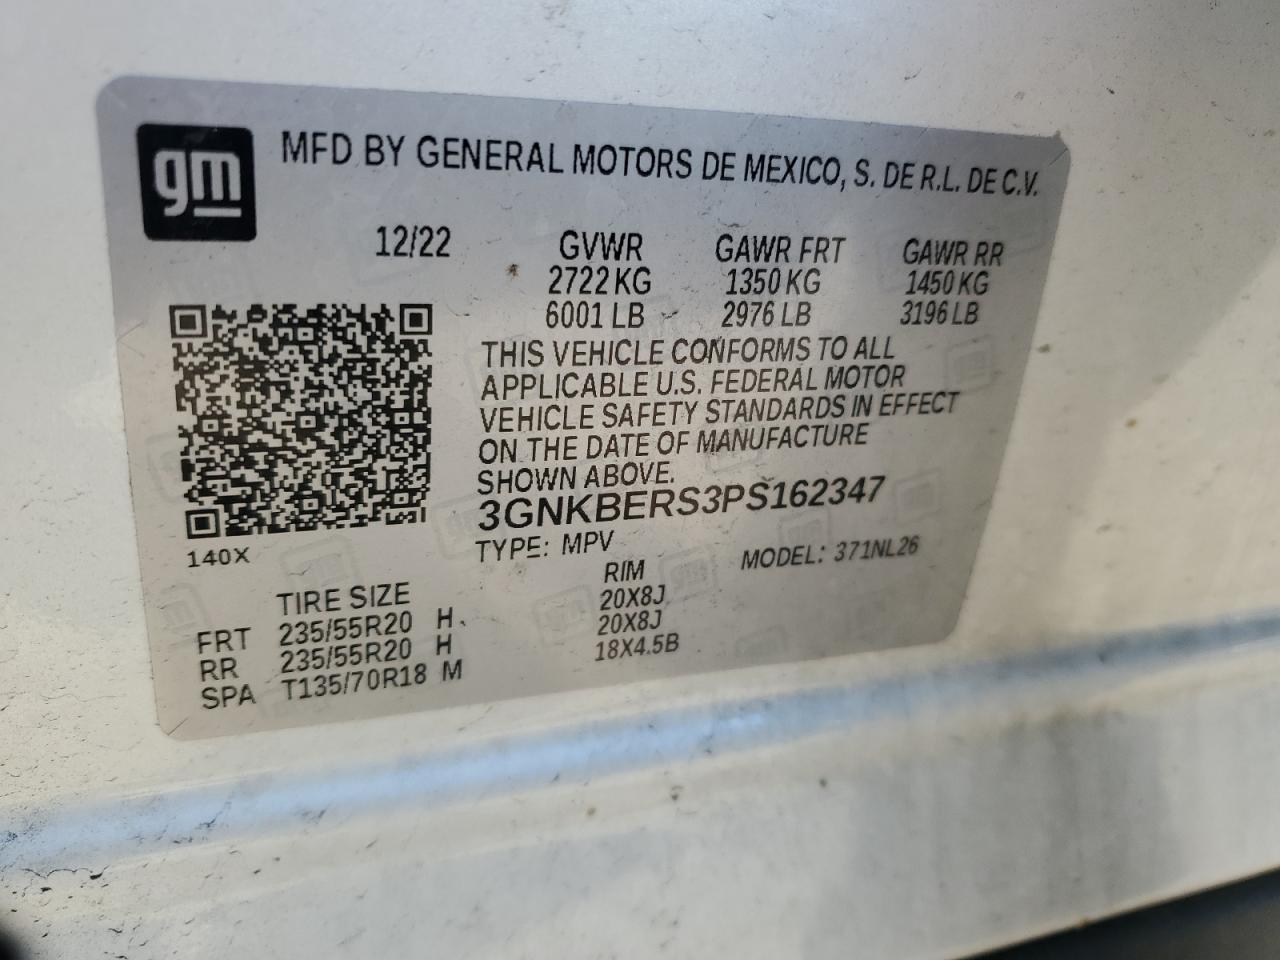 gm
MFD BY GENERAL MOTORS DE MEXICO, S. DE R.L. DE C.V.
12/22 GVWR GAWR FRT GAWR RR
2722 KG 1350 KG 1450 KG
6001 LB 2976 LB 3196 LB
THIS VEHICLE CONFORMS TO ALL
APPLICABLE U.S. FEDERAL MOTOR
VEHICLE SAFETY STANDARDS IN EFFECT
ON THE DATE OF MANUFACTURE
SHOWN ABOVE.
3GNKBERS3PS162347
140X
TYPE: MPV MODEL: 371NL26
TIRE SIZE RIM
FRT 235/55R20 H 20X8J
RR 235/55R20 H 20X8J
SPA T135/70R18 M 18X4.5B